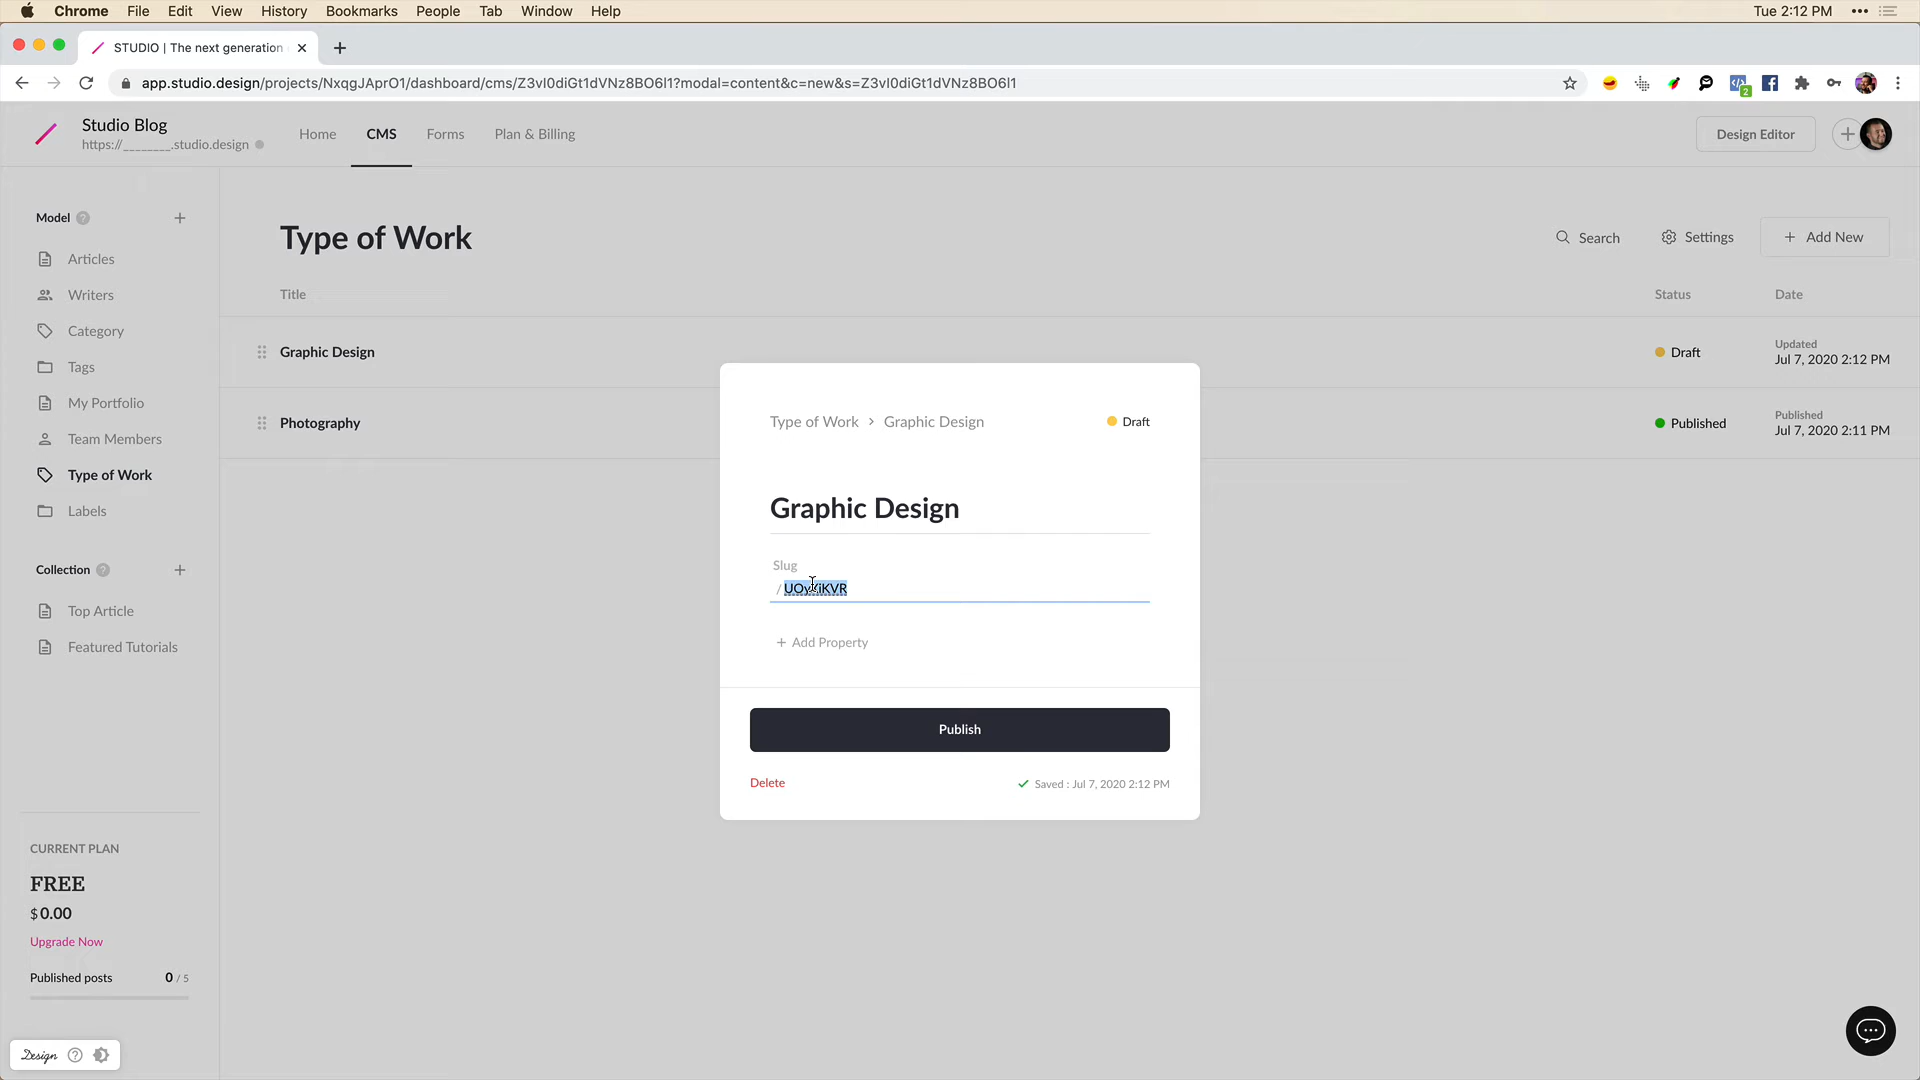 Chrome File Edit View History Bookmarks People Tab Window Help Tue 2:12 PM
STUDIO | The next generation
app.studio.design/projects/NxqgJAprO1/dashboard/cms/Z3vI0diGt1dVNz8BO6I1?modal=content&c=new&s=Z3vI0diGt1dVNz8BO6I1
2
Studio Blog
https://________.studio.design
Home CMS Forms Plan & Billing
Design Editor
Model ?
Articles
Writers
Category
Tags
My Portfolio
Team Members
Type of Work
Labels
Collection ?
Top Article
Featured Tutorials
CURRENT PLAN
FREE
$0.00
Upgrade Now
Published posts 0 / 5
Design ?
Type of Work
Search Settings + Add New
Title Status Date
Graphic Design Draft Updated
Jul 7, 2020 2:12 PM
Photography Published Published
Jul 7, 2020 2:11 PM
Type of Work > Graphic Design Draft
Graphic Design
Slug
/
+ Add Property
Publish
Delete Saved : Jul 7, 2020 2:12 PM